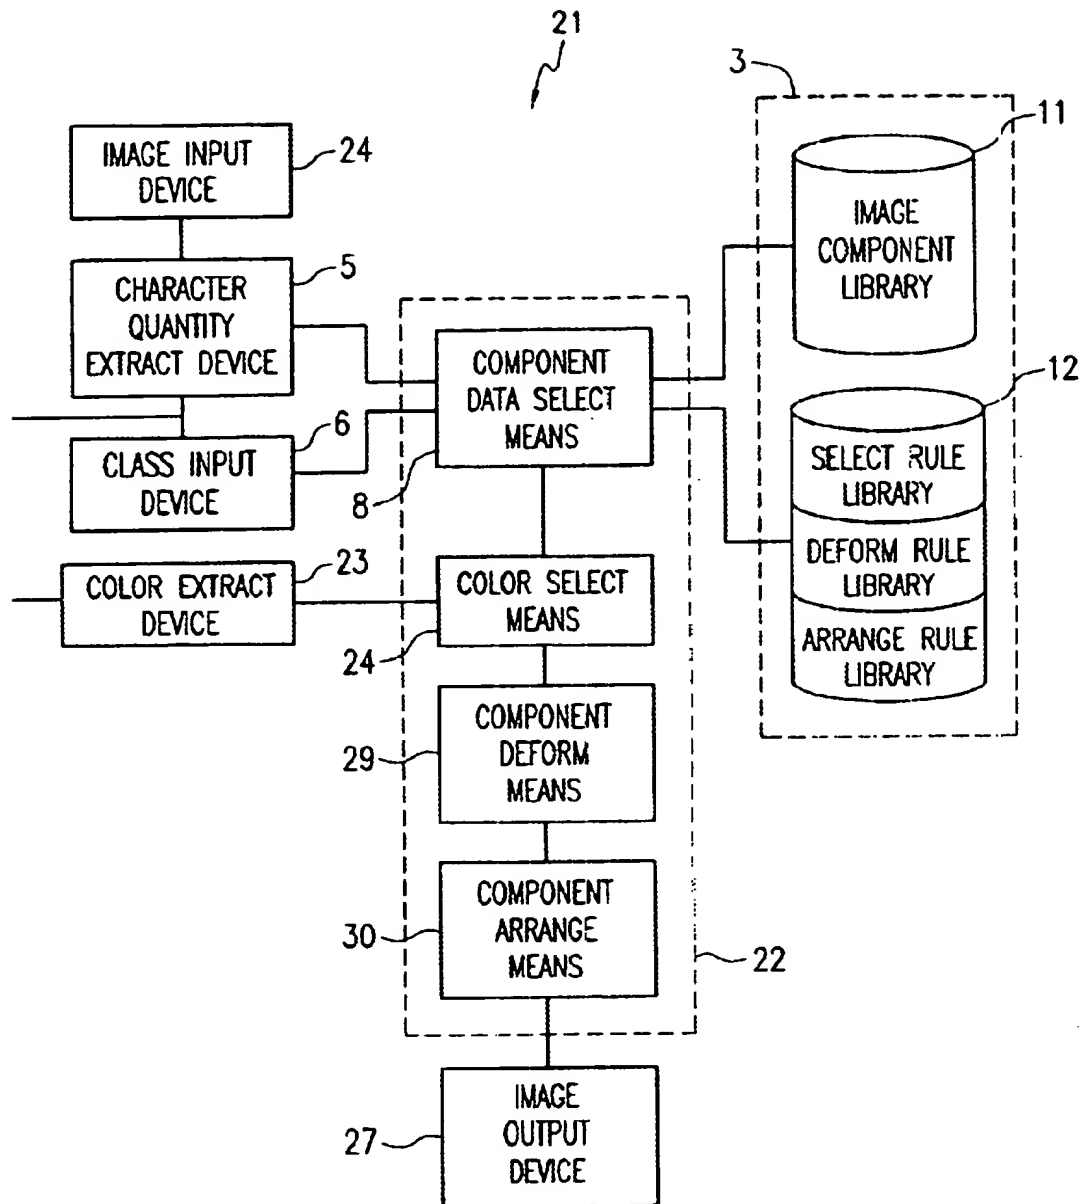 21
3
11
IMAGE INPUT
DEVICE
24
IMAGE
COMPONENT
LIBRARY
CHARACTER
QUANTITY
EXTRACT DEVICE
5
COMPONENT
DATA SELECT
MEANS
8
12
CLASS INPUT
DEVICE
6
SELECT RULE
LIBRARY
DEFORM RULE
LIBRARY
ARRANGE RULE
LIBRARY
COLOR EXTRACT
DEVICE
23
COLOR SELECT
MEANS
24
COMPONENT
DEFORM
MEANS
29
COMPONENT
ARRANGE
MEANS
30
22
IMAGE
OUTPUT
DEVICE
27